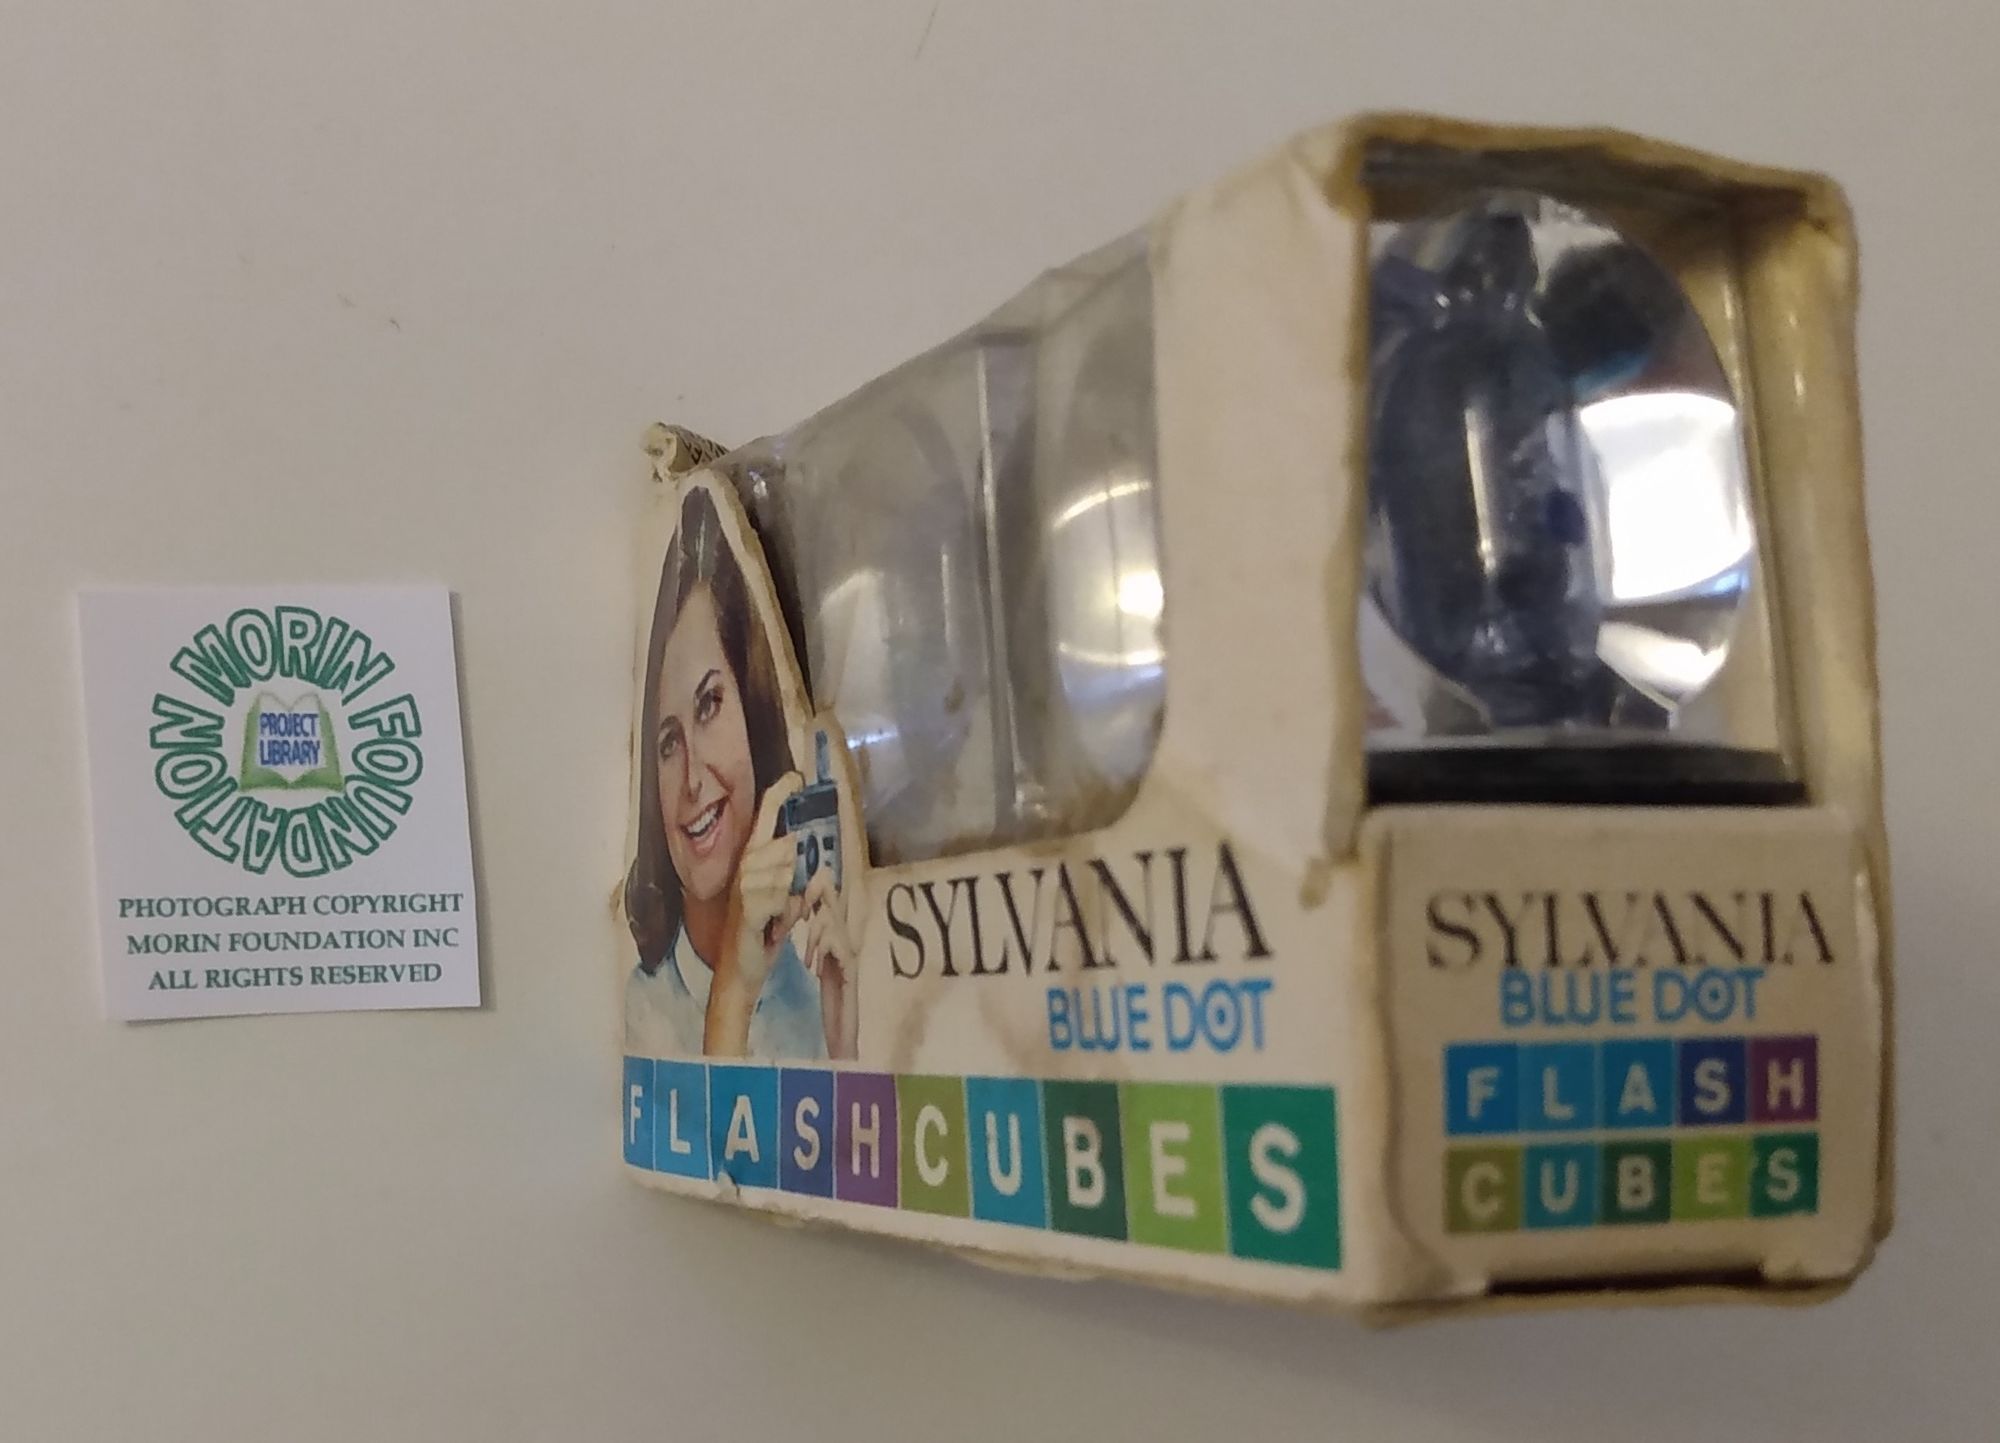 MORIN FOUNDATION
PROJECT
LIBRARY
PHOTOGRAPH COPYRIGHT
MORIN FOUNDATION INC
ALL RIGHTS RESERVED
SYLVANIA
BLUE DOT
FLASHCUBES
SYLVANIA
BLUE DOT
FLASH
CUBES